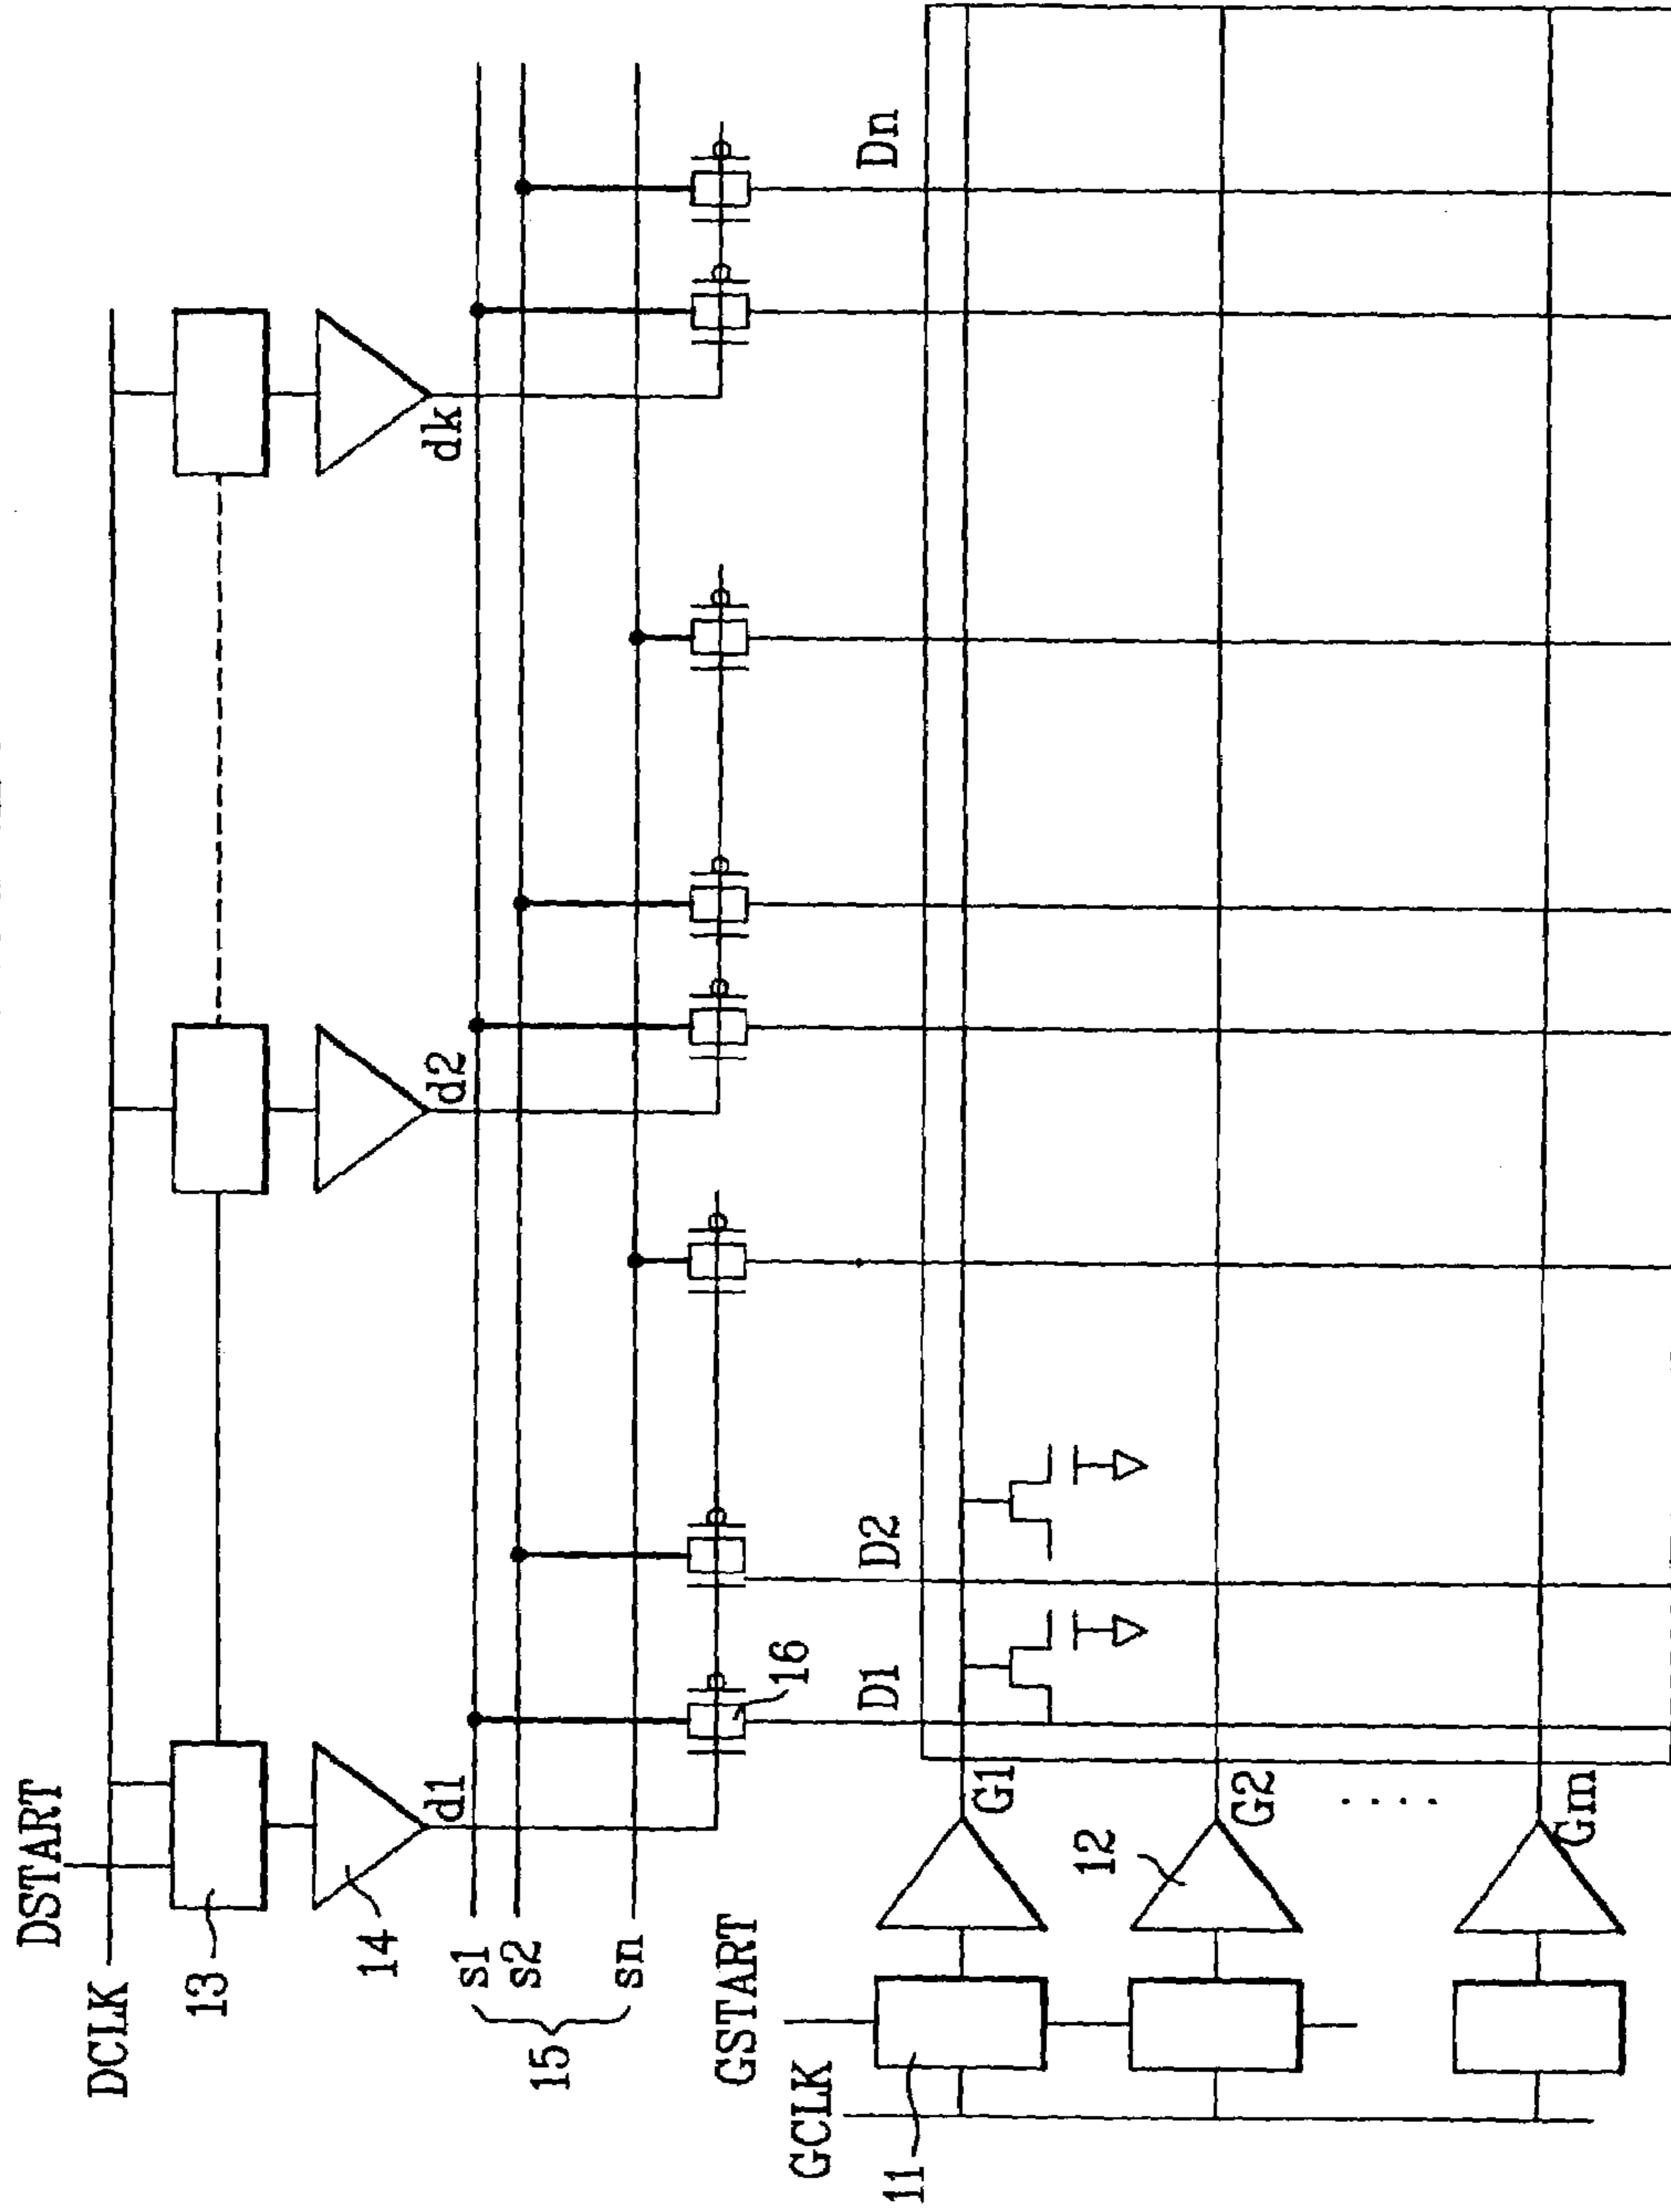 DSTART
DCLK
13
14
d1
d2
dk
s1
s2
sn
15
16
D1
D2
Dn
GSTART
GCLK
11
12
G1
G2
....
Gm